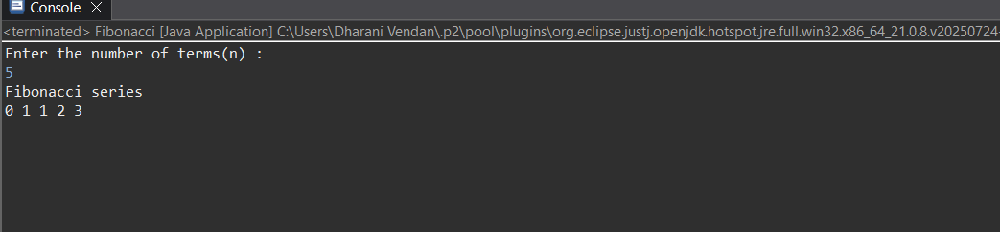 Console
<terminated> Fibonacci [Java Application] C:\Users\Dharani Vendan\.p2\pool\plugins\org.eclipse.justj.openjdk.hotspot.jre.full.win32.x86_64_21.0.8.v20250724-
Enter the number of terms(n) :
5
Fibonacci series
0 1 1 2 3